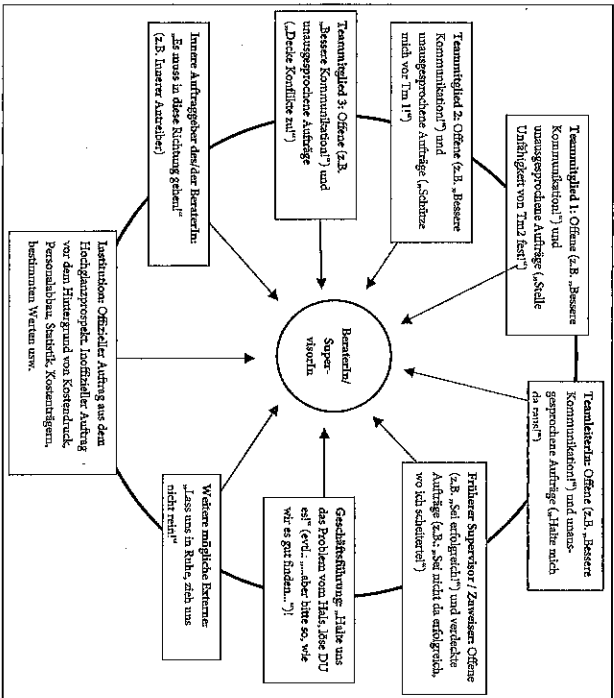 Teammitglied 1: Offene (z.B. „Bessere
Kommunikation!“) und
unausgesprochene Aufträge („Stelle
Unfähigkeit von Tm2 fest!“)
TeamleiterIn: Offene (z.B. „Bessere
Kommunikation!“) und unaus-
gesprochene Aufträge („Halte mich
da raus!“)
Früherer Supervisor / Zuweiser: Offene
(z.B. „Sei erfolgreich!“) und verdeckte
Aufträge (z.B.: „Sei nicht da erfolgreich,
wo ich scheiterte!“)
Geschäftsführung: „Halte uns
das Problem vom Hals, löse DU
es!“ (evtl.: „...aber bitte so, wie
wir es gut finden...“)!
Weitere mögliche Externe:
„Lass uns in Ruhe, zieh uns
nicht rein!“
Institution: Offizieller Auftrag aus dem
Hochglanzprospekt. Inoffizieller Auftrag
vor dem Hintergrund von Kostendruck,
Personalabbau, Statistik, Kostenträgern,
bestimmten Werten usw.
Innere Auftraggeber des/der BeraterIn:
„Es muss in diese Richtung gehen!“
(z.B. Innerer Antreiber)
Teammitglied 3: Offene (z.B.
„Bessere Kommunikation!“) und
unausgesprochene Aufträge
(„Decke Konflikte zu!“)
Teammitglied 2: Offene (z.B. „Bessere
Kommunikation!“) und
unausgesprochene Aufträge („Schütze
mich vor Tm 1!“)
BeraterIn/
Super-
visorIn